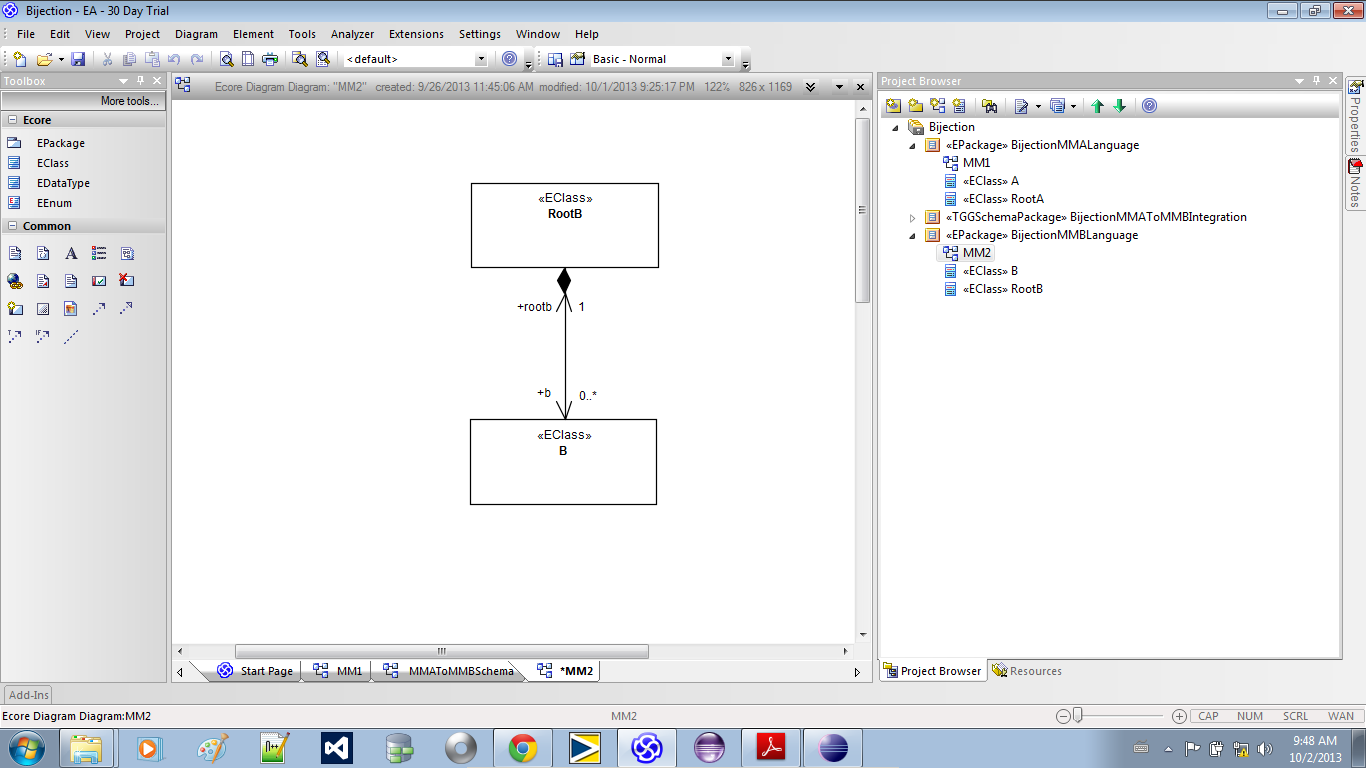 Bijection - EA - 30 Day Trial
File Edit View Project Diagram Element Tools Analyzer Extensions Settings Window Help
<default> Basic - Normal
Toolbox
More tools...
Ecore
EPackage
EClass
EDataType
EEnum
Common
Ecore Diagram Diagram: "MM2" created: 9/26/2013 11:45:06 AM modified: 10/1/2013 9:25:17 PM 122% 826 x 1169
«EClass»
RootB
+rootb 1
+b 0..*
«EClass»
B
Start Page MM1 MMAToMMBSchema *MM2
Project Browser
Bijection
«EPackage» BijectionMMALanguage
MM1
«EClass» A
«EClass» RootA
«TGGSchemaPackage» BijectionMMAToMMBIntegration
«EPackage» BijectionMMBLanguage
MM2
«EClass» B
«EClass» RootB
Project Browser Resources
Properties
Notes
Add-Ins
Ecore Diagram Diagram:MM2 MM2 CAP NUM SCRL WAN
9:48 AM
10/2/2013